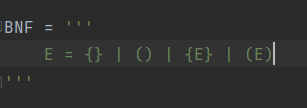 BNF = '''
E = {} | () | {E} | (E)
'''